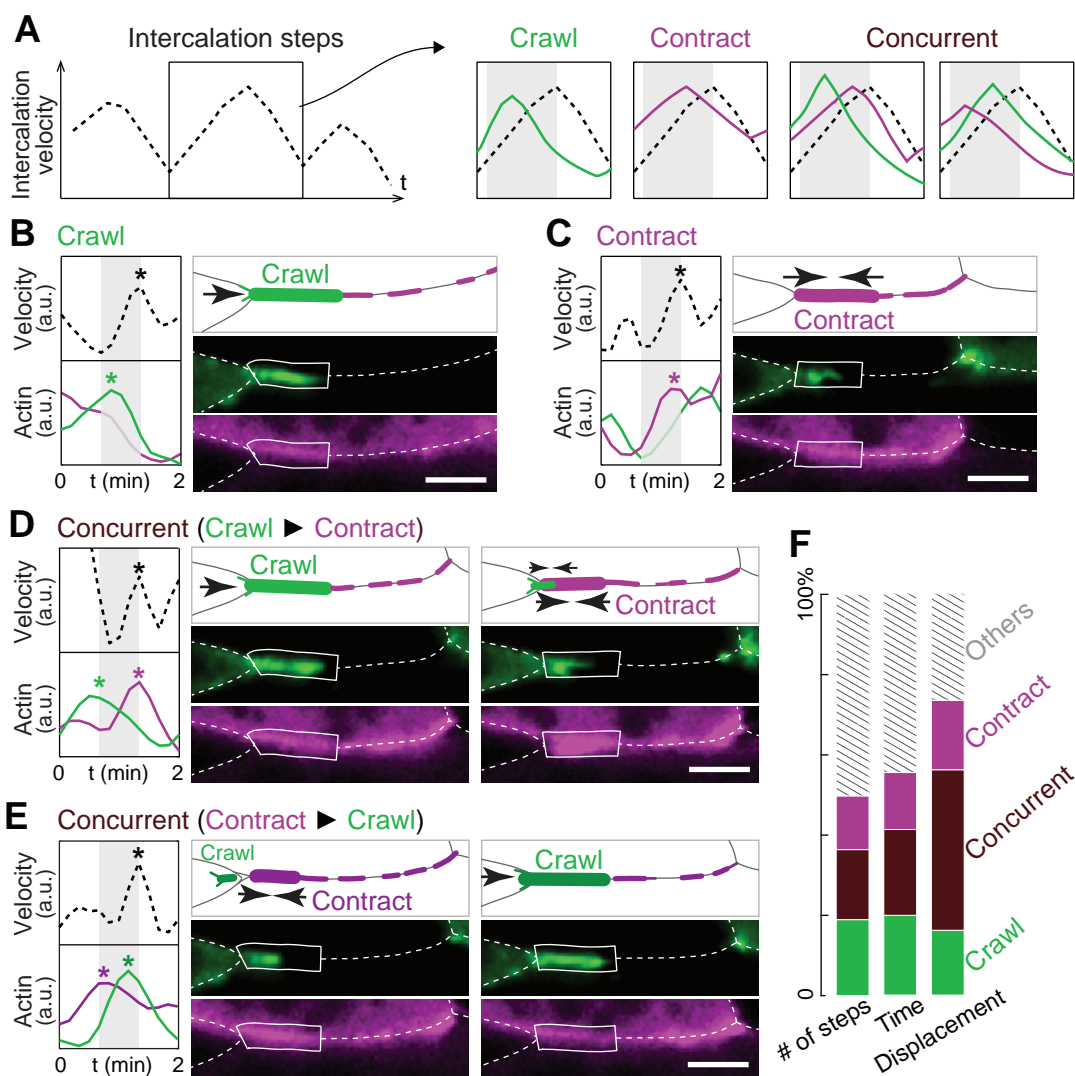 A
Intercalation steps
Crawl
Contract
Concurrent
Intercalation
velocity
t
B Crawl
Velocity
(a.u.)
*
Crawl
Actin
(a.u.)
*
0 t (min) 2
C Contract
Velocity
(a.u.)
*
Contract
Actin
(a.u.)
*
0 t (min) 2
D Concurrent (Crawl ► Contract)
Velocity
(a.u.)
*
Crawl
Contract
Actin
(a.u.)
* *
0 t (min) 2
E Concurrent (Contract ► Crawl)
Velocity
(a.u.)
*
Crawl
Contract
Crawl
Actin
(a.u.)
* *
0 t (min) 2
F
100%
0
Others
Contract
Concurrent
Crawl
# of steps
Time
Displacement